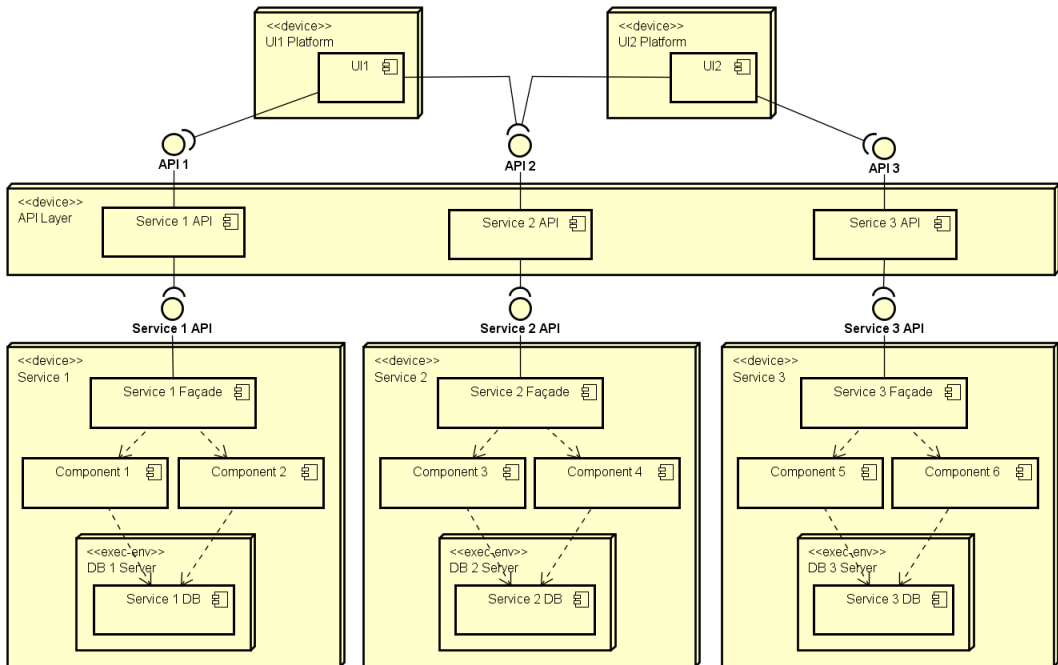 <<device>>
UI1 Platform
UI1
<<device>>
UI2 Platform
UI2
API 1
API 2
API 3
<<device>>
API Layer
Service 1 API
Service 2 API
Serice 3 API
Service 1 API
Service 2 API
Service 3 API
<<device>>
Service 1
Service 1 Façade
Component 1
Component 2
<<exec-env>>
DB 1 Server
Service 1 DB
<<device>>
Service 2
Service 2 Façade
Component 3
Component 4
<<exec-env>>
DB 2 Server
Service 2 DB
<<device>>
Service 3
Service 3 Façade
Component 5
Component 6
<<exec-env>>
DB 3 Server
Service 3 DB